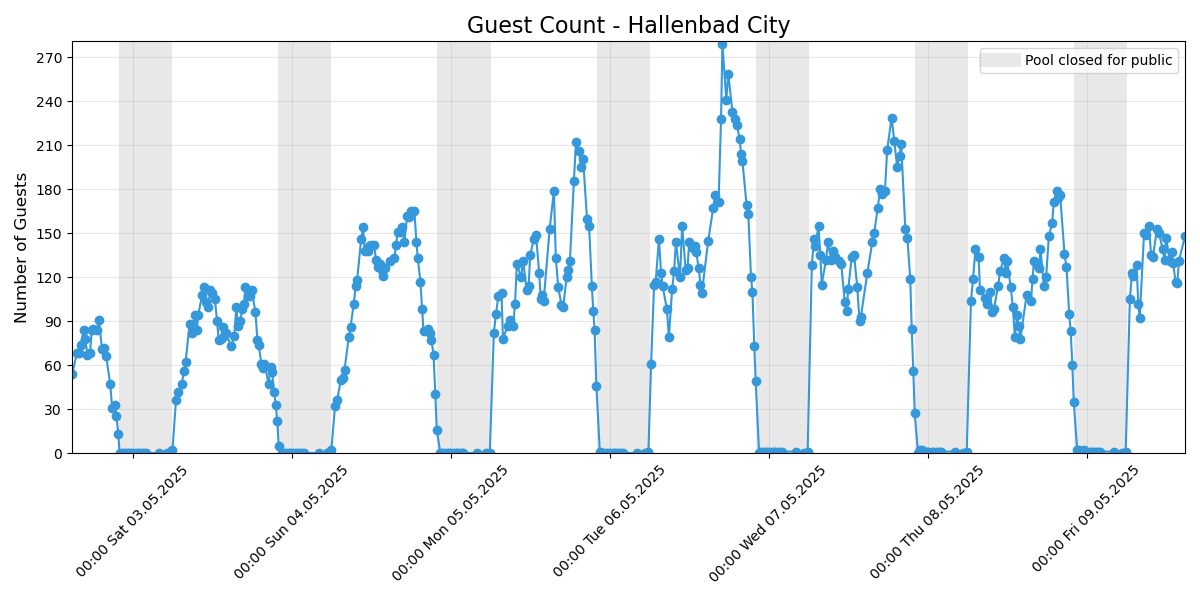 Guest Count - Hallenbad City
Pool closed for public
Number of Guests
270
240
210
180
150
120
90
60
30
0
00:00 Sat 03.05.2025
00:00 Sun 04.05.2025
00:00 Mon 05.05.2025
00:00 Tue 06.05.2025
00:00 Wed 07.05.2025
00:00 Thu 08.05.2025
00:00 Fri 09.05.2025